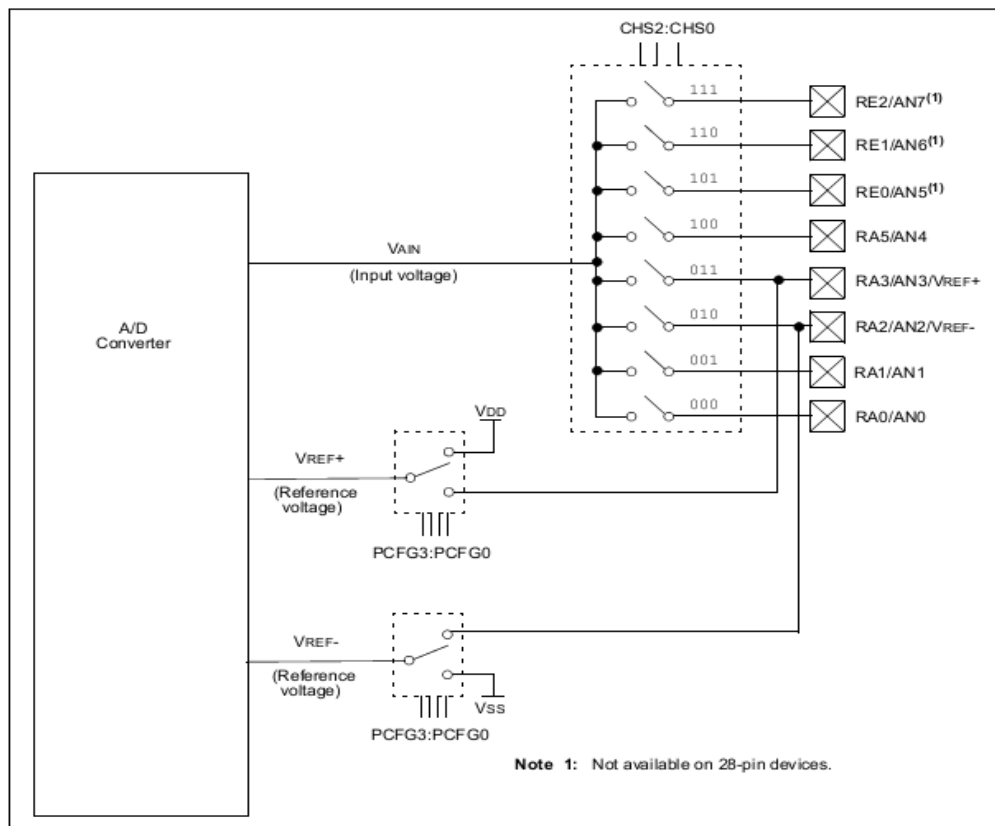 CHS2:CHS0
111
RE2/AN7(1)
110
RE1/AN6(1)
101
RE0/AN5(1)
100
RA5/AN4
VAIN
(Input voltage)
011
RA3/AN3/VREF+
010
RA2/AN2/VREF-
A/D
Converter
001
RA1/AN1
000
RA0/AN0
VDD
VREF+
(Reference
voltage)
PCFG3:PCFG0
VREF-
(Reference
voltage)
VSS
PCFG3:PCFG0
Note 1: Not available on 28-pin devices.